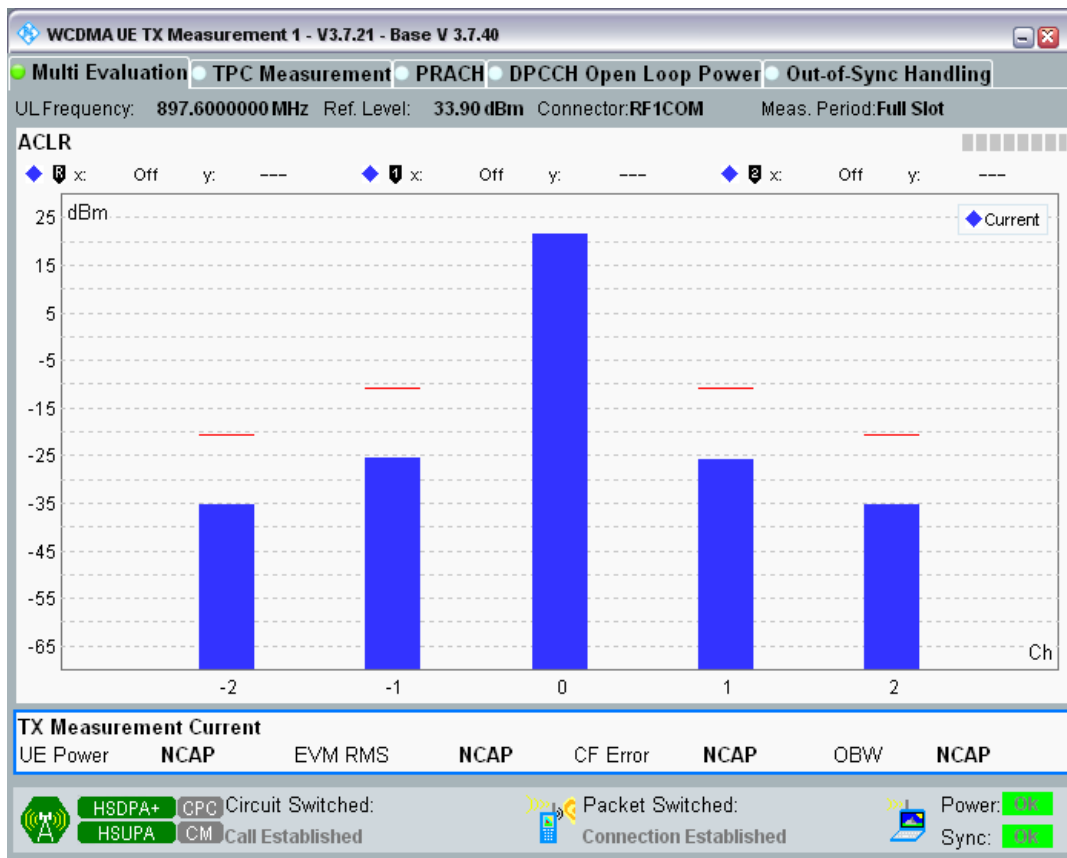 WCDMA UE TX Measurement 1 - V3.7.21 - Base V 3.7.40
Multi Evaluation TPC Measurement PRACH DPCCH Open Loop Power Out-of-Sync Handling
UL Frequency: 897.6000000 MHz Ref. Level: 33.90 dBm Connector:RF1COM Meas. Period:Full Slot
ACLR
R x: Off y: --- 1 x: Off y: --- 2 x: Off y: ---
dBm
Current
25
15
5
-5
-15
-25
-35
-45
-55
-65
Ch
-2 -1 0 1 2
TX Measurement Current
UE Power NCAP EVM RMS NCAP CF Error NCAP OBW NCAP
HSDPA+ CPC Circuit Switched: Packet Switched: Power: Ok
HSUPA CM Call Established Connection Established Sync: Ok